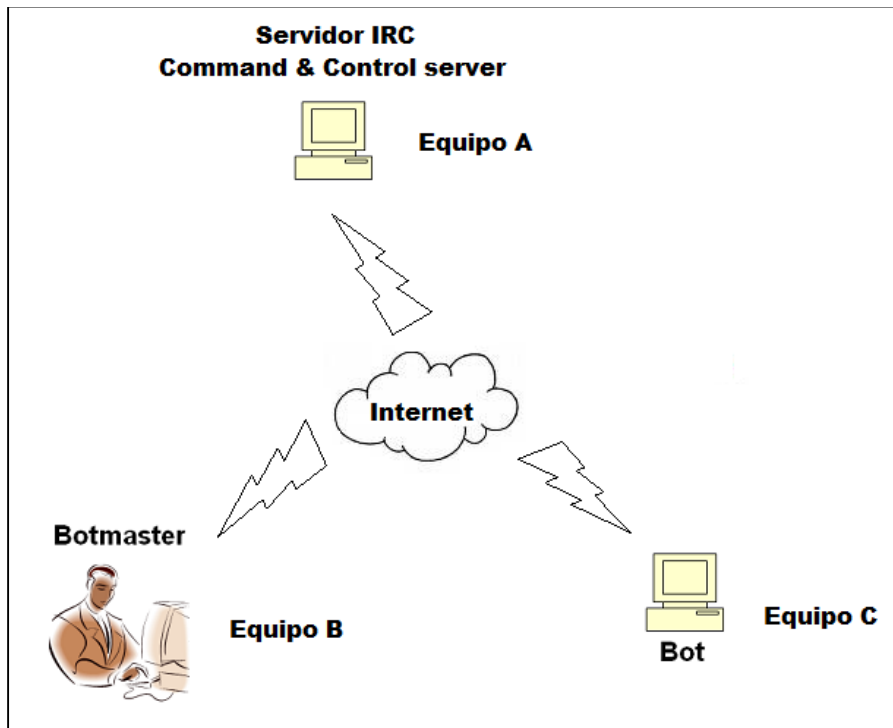 Servidor IRC
Command & Control server
Equipo A
Internet
Botmaster
Equipo B
Equipo C
Bot